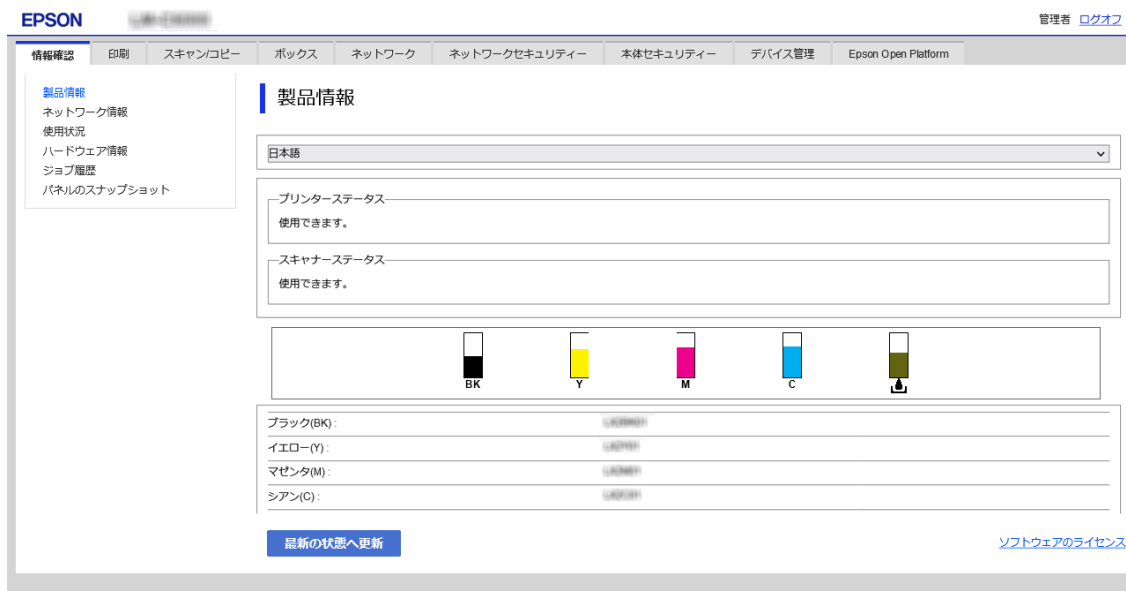 EPSON
管理者 ログオフ
情報確認 印刷 スキャン/コピー ボックス ネットワーク ネットワークセキュリティー 本体セキュリティー デバイス管理 Epson Open Platform
製品情報
ネットワーク情報
使用状況
ハードウェア情報
ジョブ履歴
パネルのスナップショット
製品情報
日本語
プリンターステータス
使用できます。
スキャナーステータス
使用できます。
BK Y M C
ブラック(BK) :
イエロー(Y) :
マゼンタ(M) :
シアン(C) :
最新の状態へ更新
ソフトウェアのライセンス